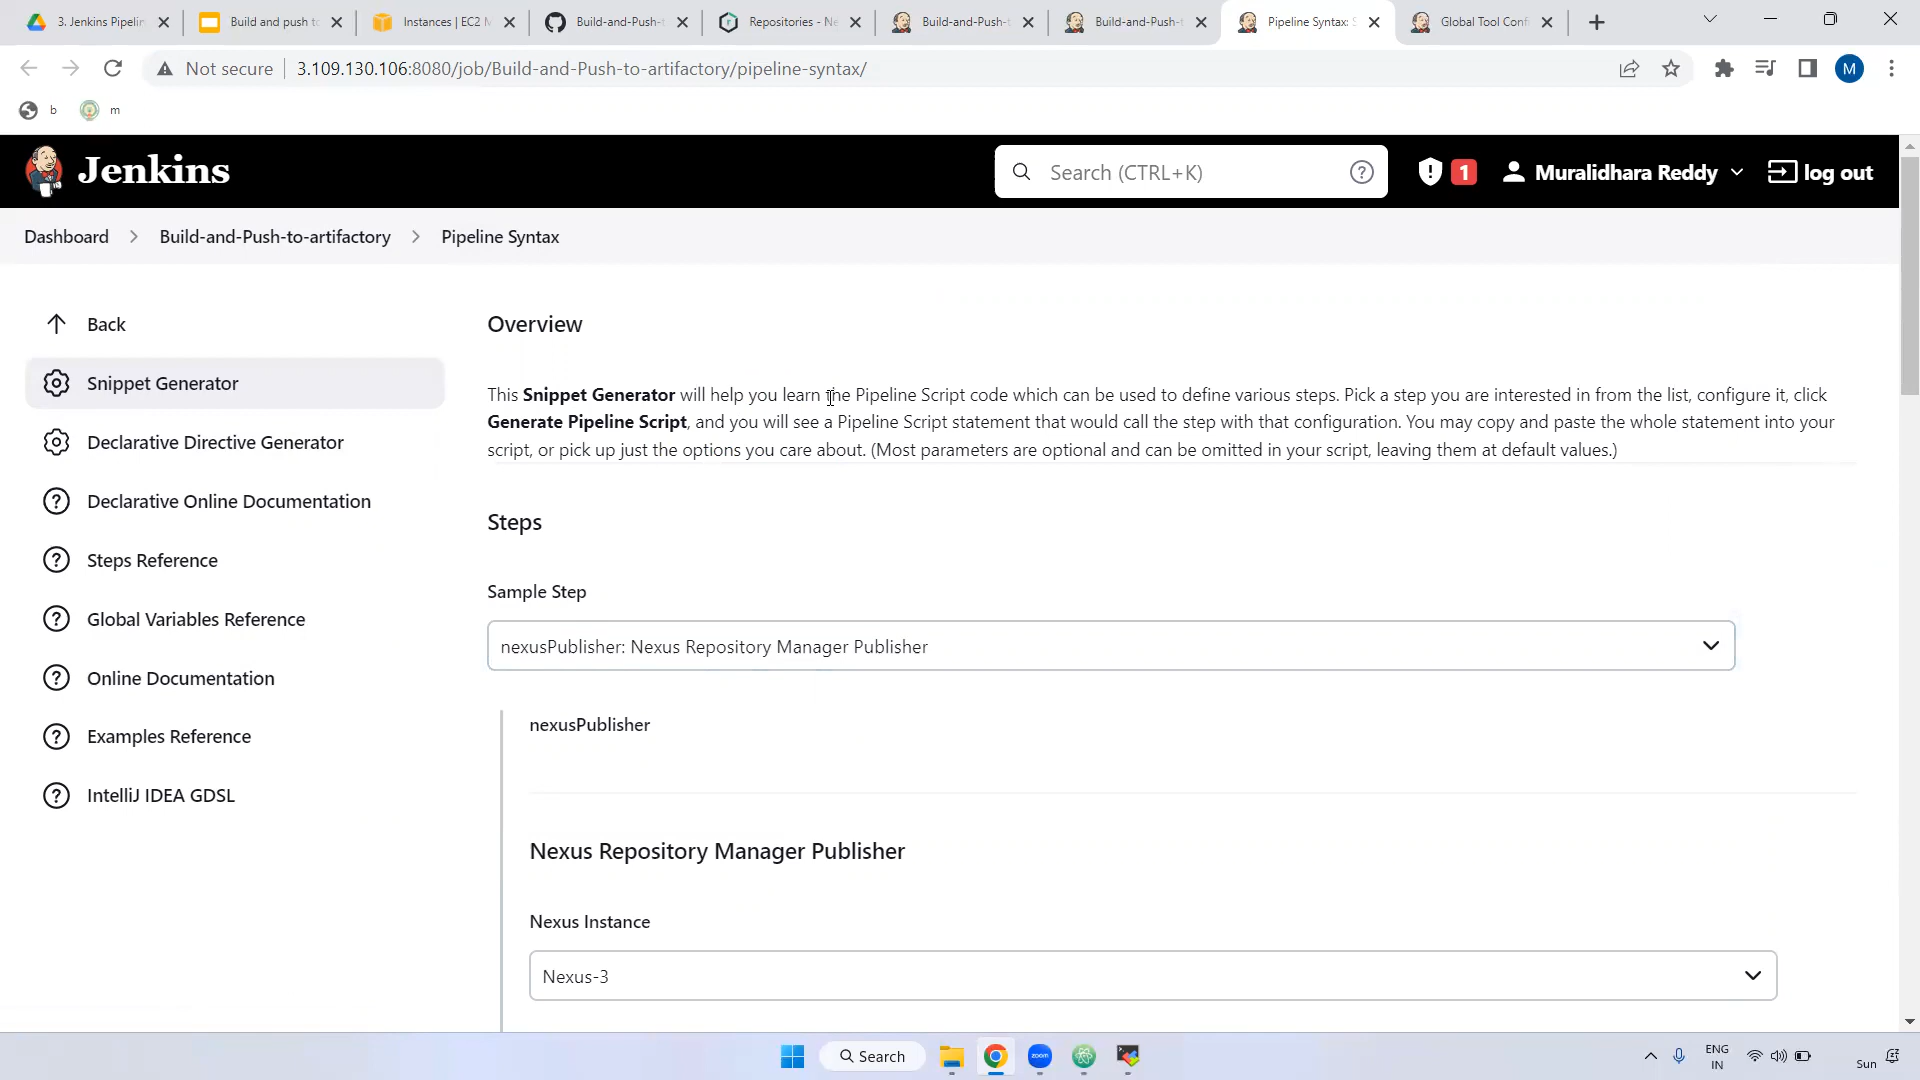 3. Jenkins Pipelin
Build and push to
Instances | EC2 M
Build-and-Push-t
Repositories - Ne
Build-and-Push-t
Build-and-Push-t
Pipeline Syntax: S
Global Tool Confi
Not secure
3.109.130.106:8080/job/Build-and-Push-to-artifactory/pipeline-syntax/
M
b
m
Jenkins
Search (CTRL+K)
1
Muralidhara Reddy
log out
Dashboard
Build-and-Push-to-artifactory
Pipeline Syntax
Back
Snippet Generator
Declarative Directive Generator
Declarative Online Documentation
Steps Reference
Global Variables Reference
Online Documentation
Examples Reference
IntelliJ IDEA GDSL
Overview
This Snippet Generator will help you learn the Pipeline Script code which can be used to define various steps. Pick a step you are interested in from the list, configure it, click
Generate Pipeline Script, and you will see a Pipeline Script statement that would call the step with that configuration. You may copy and paste the whole statement into your
script, or pick up just the options you care about. (Most parameters are optional and can be omitted in your script, leaving them at default values.)
Steps
Sample Step
nexusPublisher: Nexus Repository Manager Publisher
nexusPublisher
Nexus Repository Manager Publisher
Nexus Instance
Nexus-3
Search
zoom
ENG
IN
Sun